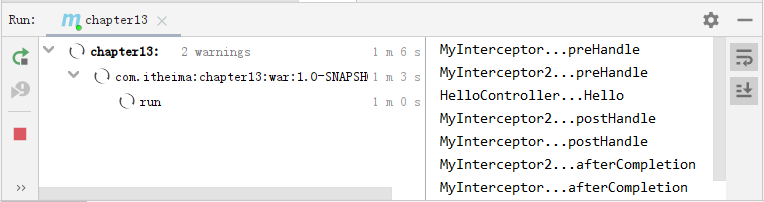 Run: chapter13
chapter13: 2 warnings 1 m 6 s
com.itheima:chapter13:war:1.0-SNAPSH 1 m 3 s
run 1 m 0 s
MyInterceptor...preHandle
MyInterceptor2...preHandle
HelloController...Hello
MyInterceptor2...postHandle
MyInterceptor...postHandle
MyInterceptor2...afterCompletion
MyInterceptor...afterCompletion